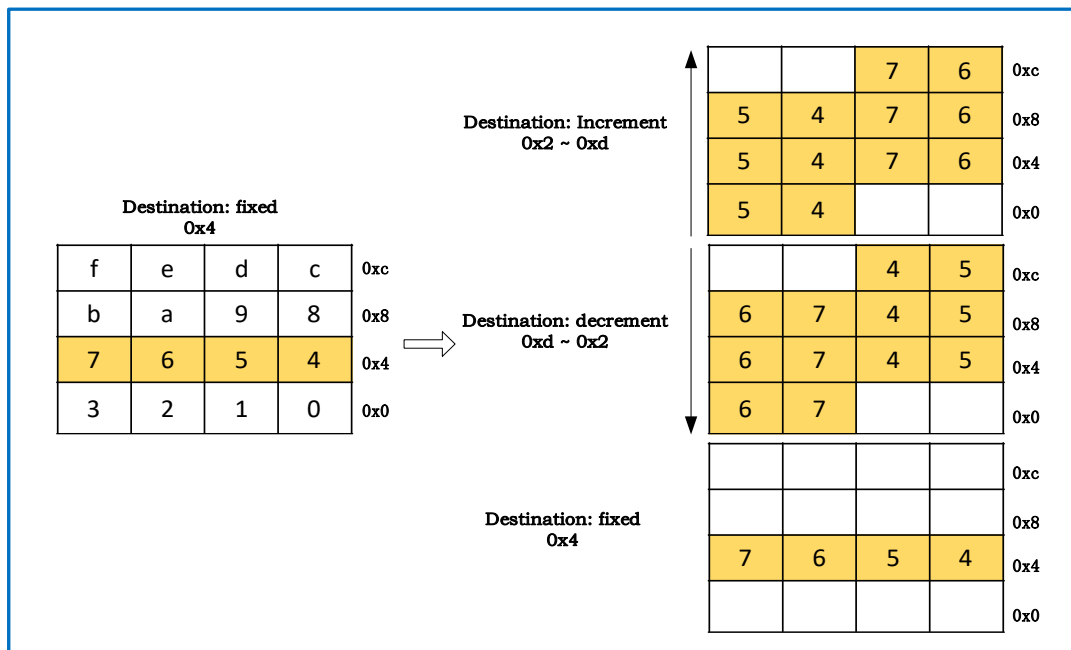 Destination: fixed
0x4
f e d c 0xc
b a 9 8 0x8
7 6 5 4 0x4
3 2 1 0 0x0
Destination: Increment
0x2 ~ 0xd
7 6 0xc
5 4 7 6 0x8
5 4 7 6 0x4
5 4 0x0
Destination: decrement
0xd ~ 0x2
4 5 0xc
6 7 4 5 0x8
6 7 4 5 0x4
6 7 0x0
Destination: fixed
0x4
0xc
0x8
7 6 5 4 0x4
0x0